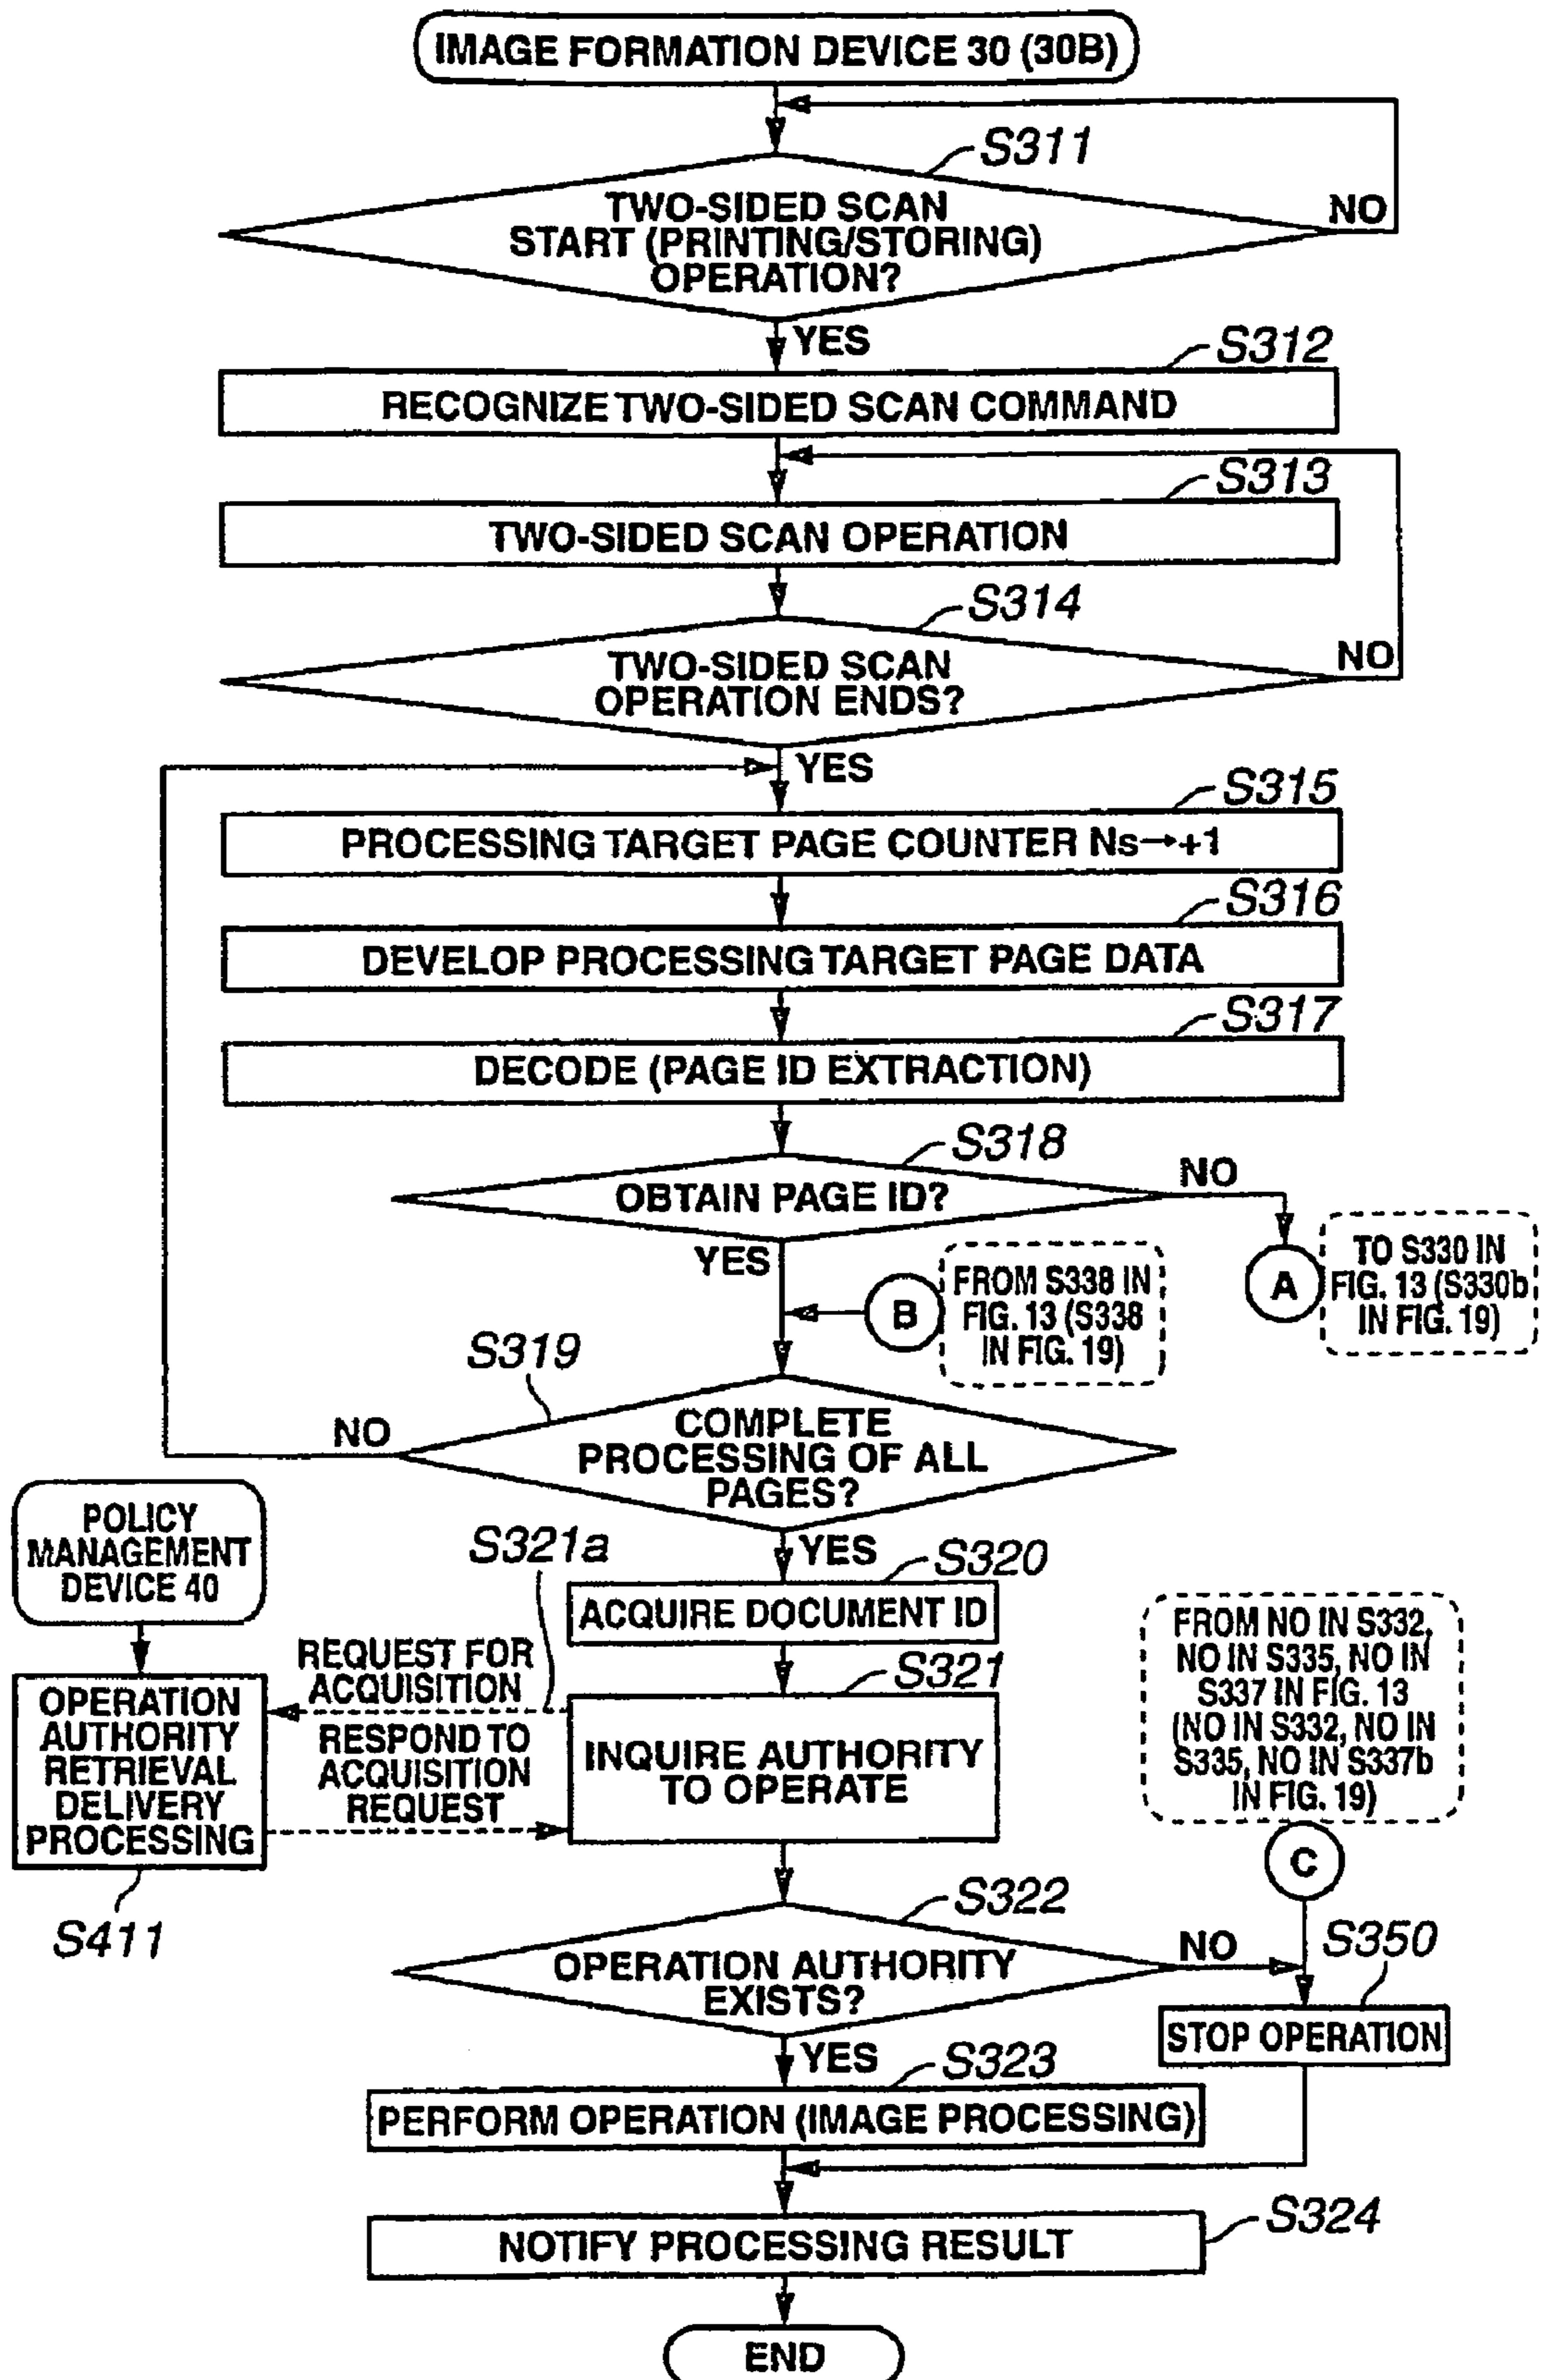 IMAGE FORMATION DEVICE 30 (30B)
S311
TWO-SIDED SCAN
START (PRINTING/STORING)
OPERATION?
NO
YES
S312
RECOGNIZE TWO-SIDED SCAN COMMAND
S313
TWO-SIDED SCAN OPERATION
S314
TWO-SIDED SCAN
OPERATION ENDS?
NO
YES
S315
PROCESSING TARGET PAGE COUNTER Ns→+1
S316
DEVELOP PROCESSING TARGET PAGE DATA
S317
DECODE (PAGE ID EXTRACTION)
S318
OBTAIN PAGE ID?
NO
YES
A
TO S330 IN
FIG. 13 (S330b
IN FIG. 19)
B
FROM S338 IN
FIG. 13 (S338
IN FIG. 19)
S319
COMPLETE
PROCESSING OF ALL
PAGES?
NO
YES
S320
ACQUIRE DOCUMENT ID
POLICY
MANAGEMENT
DEVICE 40
S321a
REQUEST FOR
ACQUISITION
RESPOND TO
ACQUISITION
REQUEST
OPERATION
AUTHORITY
RETRIEVAL
DELIVERY
PROCESSING
S411
S321
INQUIRE AUTHORITY
TO OPERATE
FROM NO IN S332,
NO IN S335, NO IN
S337 IN FIG. 13
(NO IN S332, NO IN
S335, NO IN S337b
IN FIG. 19)
C
S322
OPERATION AUTHORITY
EXISTS?
NO
S350
STOP OPERATION
YES
S323
PERFORM OPERATION (IMAGE PROCESSING)
S324
NOTIFY PROCESSING RESULT
END